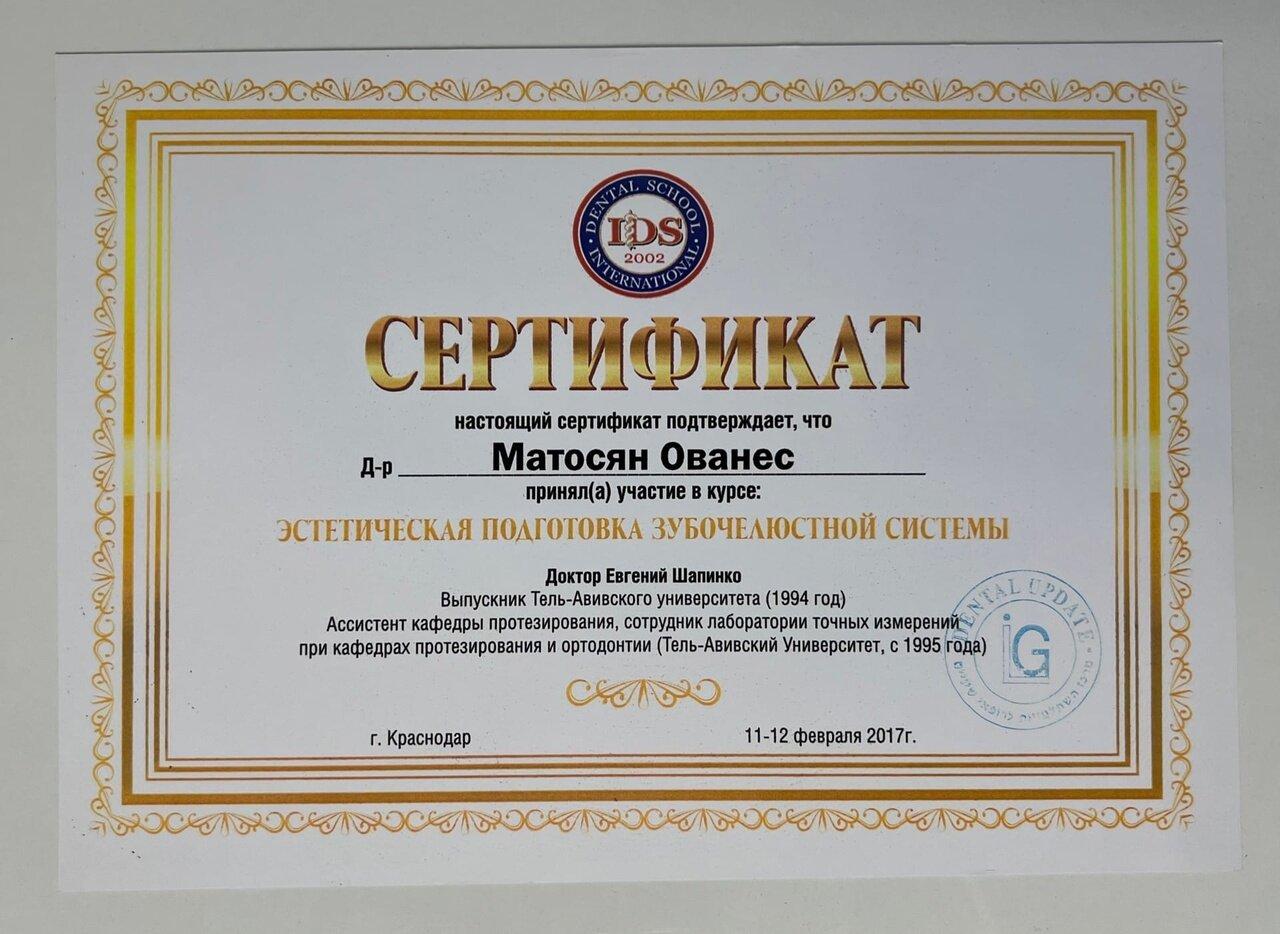 DENTAL SCHOOL
IDS
2002
INTERNATIONAL
СЕРТИФИКАТ
настоящий сертификат подтверждает, что
Д-р Матосян Ованес
принял(а) участие в курсе:
ЭСТЕТИЧЕСКАЯ ПОДГОТОВКА ЗУБОЧЕЛЮСТНОЙ СИСТЕМЫ
Доктор Евгений Шапинко
Выпускник Тель-Авивского университета (1994 год)
Ассистент кафедры протезирования, сотрудник лаборатории точных измерений
при кафедрах протезирования и ортодонтии (Тель-Авивский Университет, с 1995 года)
DENTAL UPDATE
iG
г. Краснодар
11-12 февраля 2017г.